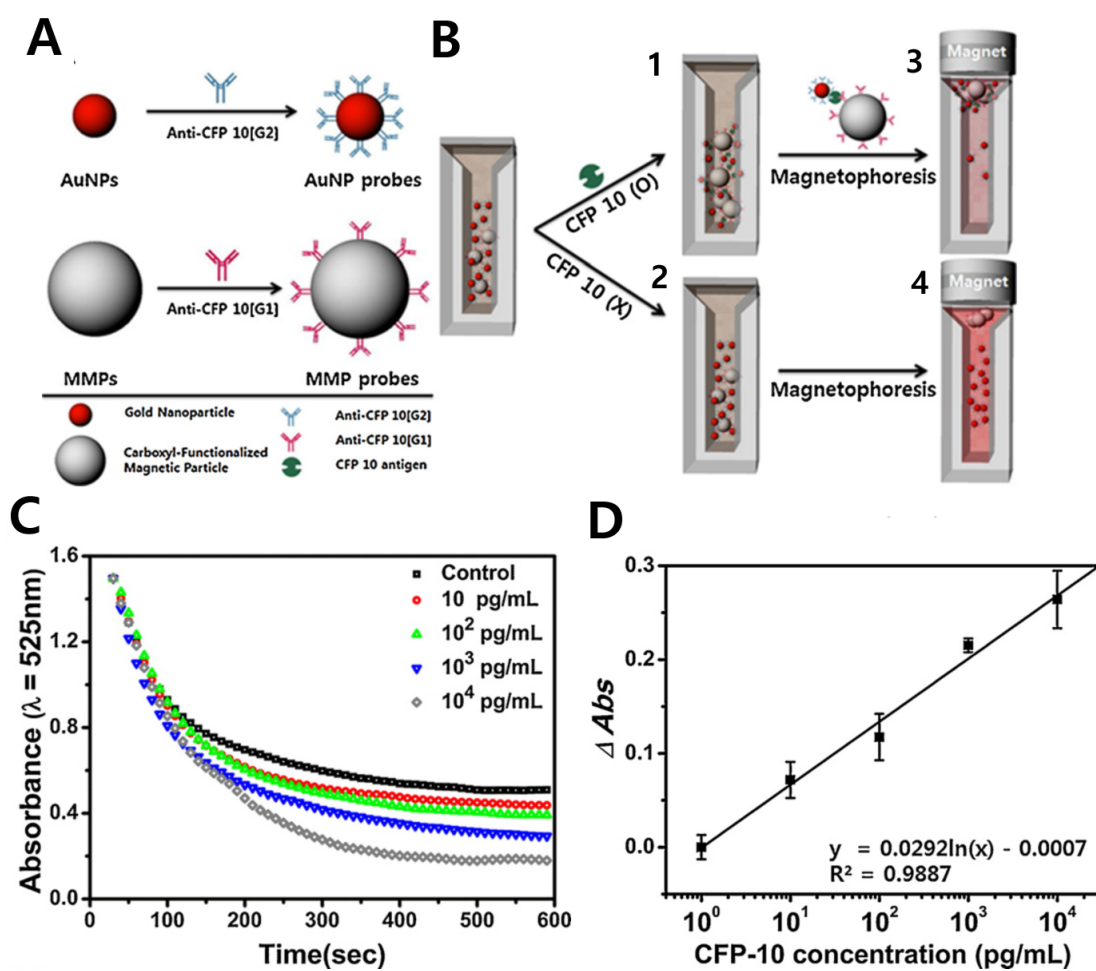 A
AuNPs
Anti-CFP 10[G2]
AuNP probes
MMPs
Anti-CFP 10[G1]
MMP probes
Gold Nanoparticle
Carboxyl-Functionalized
Magnetic Particle
Anti-CFP 10[G2]
Anti-CFP 10[G1]
CFP 10 antigen
B
CFP 10 (O)
CFP 10 (X)
1
2
Magnetophoresis
Magnetophoresis
3
Magnet
4
Magnet
C
Absorbance (λ = 525nm)
1.6
1.2
0.8
0.4
0.0
Control
10 pg/mL
10² pg/mL
10³ pg/mL
10⁴ pg/mL
0 100 200 300 400 500 600
Time(sec)
D
Δ Abs
0.3
0.2
0.1
0.0
y = 0.0292ln(x) - 0.0007
R² = 0.9887
10⁰ 10¹ 10² 10³ 10⁴
CFP-10 concentration (pg/mL)